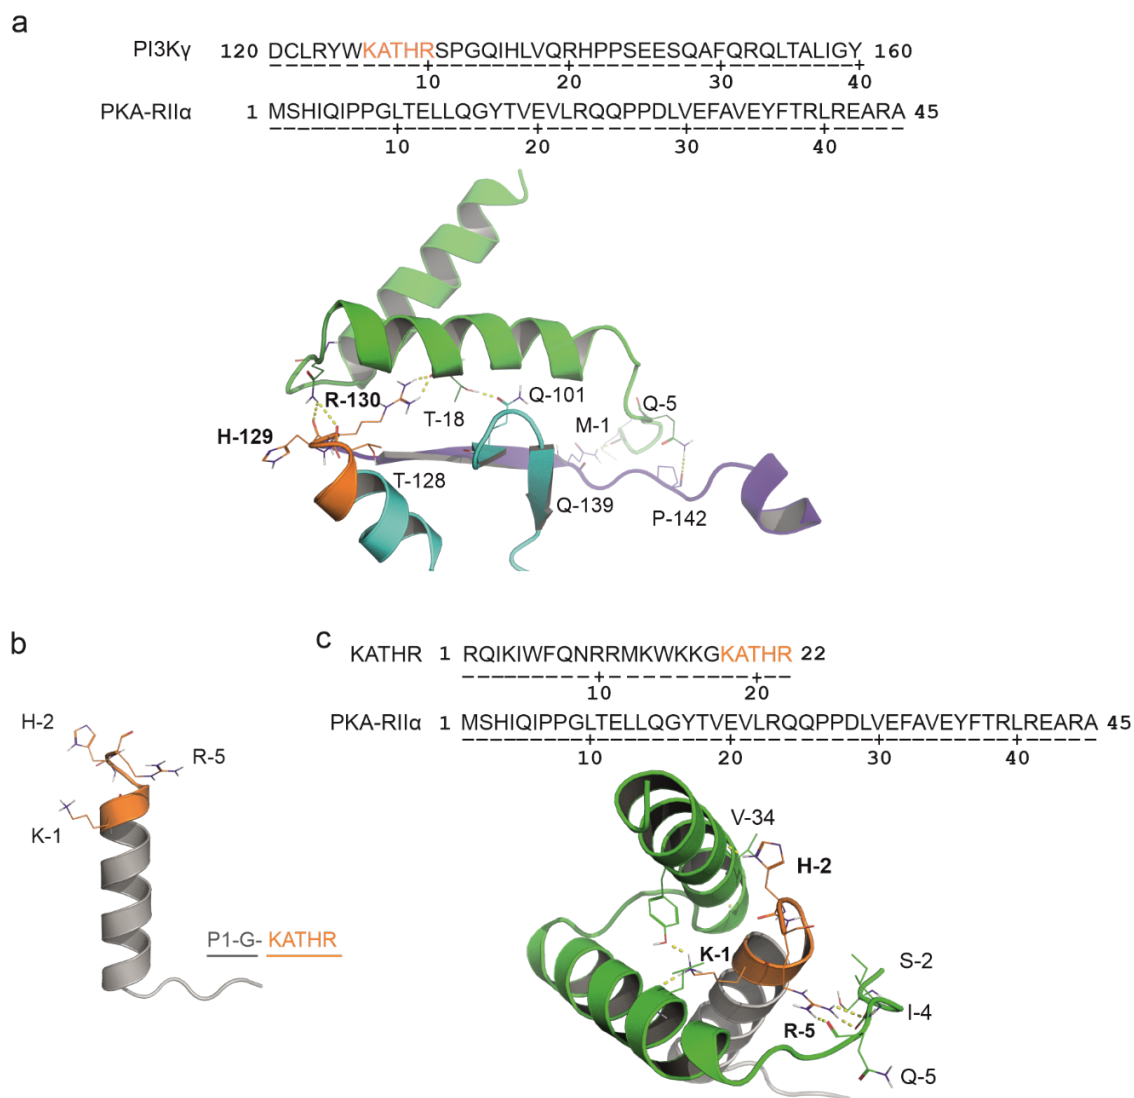 a
PI3Kγ 120 DCLRYWKATHRSPGQIHLVQRHPPSEESQAFQRQLTALIGY 160
10 20 30 40
PKA-RIIα 1 MSHIQIPPGLTELLQGYTVEVLRQQPPDLVEFAVEYFTRLREARA 45
10 20 30 40
R-130
Q-101
T-18
M-1
Q-5
H-129
T-128
Q-139
P-142
b
H-2
R-5
K-1
P1-G-KATHR
c
KATHR 1 RQIKIWFQNRRMKWKKGKATHR 22
10 20
PKA-RIIα 1 MSHIQIPPGLTELLQGYTVEVLRQQPPDLVEFAVEYFTRLREARA 45
10 20 30 40
V-34
H-2
K-1
S-2
I-4
R-5
Q-5